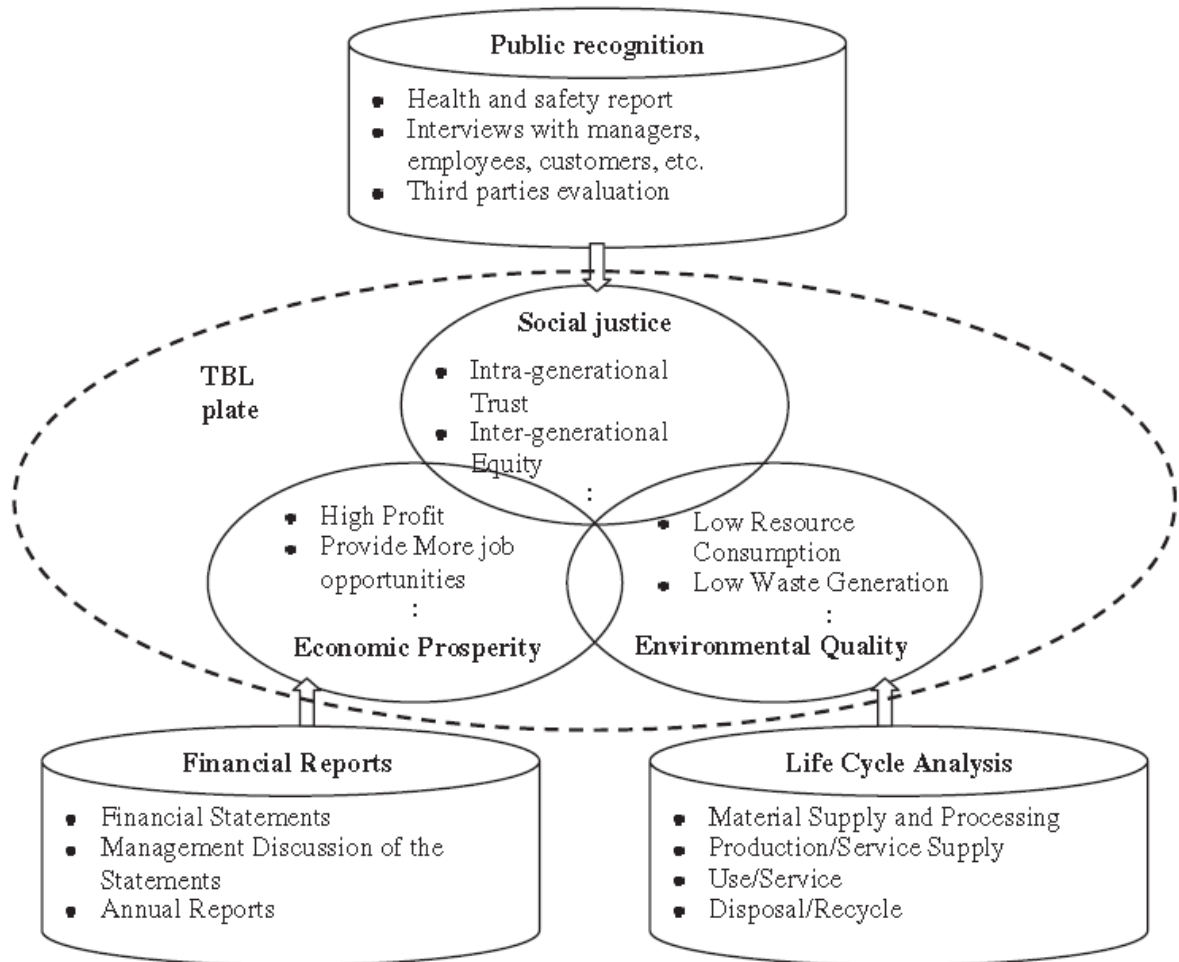 Public recognition
• Health and safety report
• Interviews with managers,
employees, customers, etc.
• Third parties evaluation
Social justice
• Intra-generational
Trust
• Inter-generational
Equity
:
TBL
plate
• High Profit
• Provide More job
opportunities
:
Economic Prosperity
• Low Resource
Consumption
• Low Waste Generation
:
Environmental Quality
Financial Reports
• Financial Statements
• Management Discussion of the
Statements
• Annual Reports
Life Cycle Analysis
• Material Supply and Processing
• Production/Service Supply
• Use/Service
• Disposal/Recycle